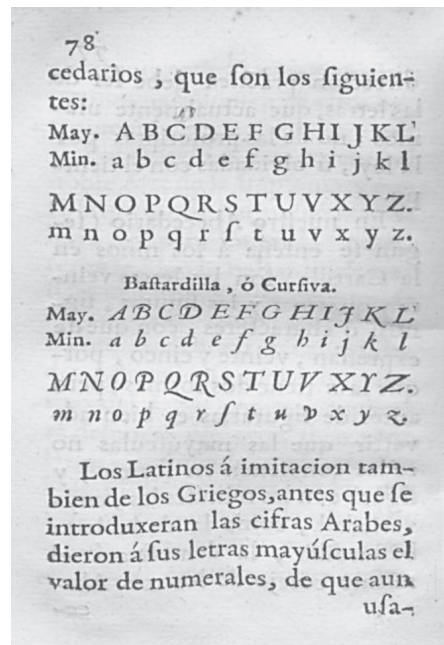 78
cedarios , que ſon los ſiguien-
tes:
May. A B C D E F G H I J K L
Min. a b c d e f g h i j k l
M N O P Q R S T U V X Y Z.
m n o p q r ſ t u v x y z.
Baſtardilla , ó Curſiva.
May. A B C D E F G H I J K L
Min. a b c d e f g h i j k l
M N O P Q R S T U V X Y Z.
m n o p q r ſ t u v x y z.
Los Latinos á imitacion tam-
bien de los Griegos,antes que ſe
introduxeran las cifras Arabes,
dieron á ſus letras mayúſculas el
valor de numerales, de que aun
uſa-